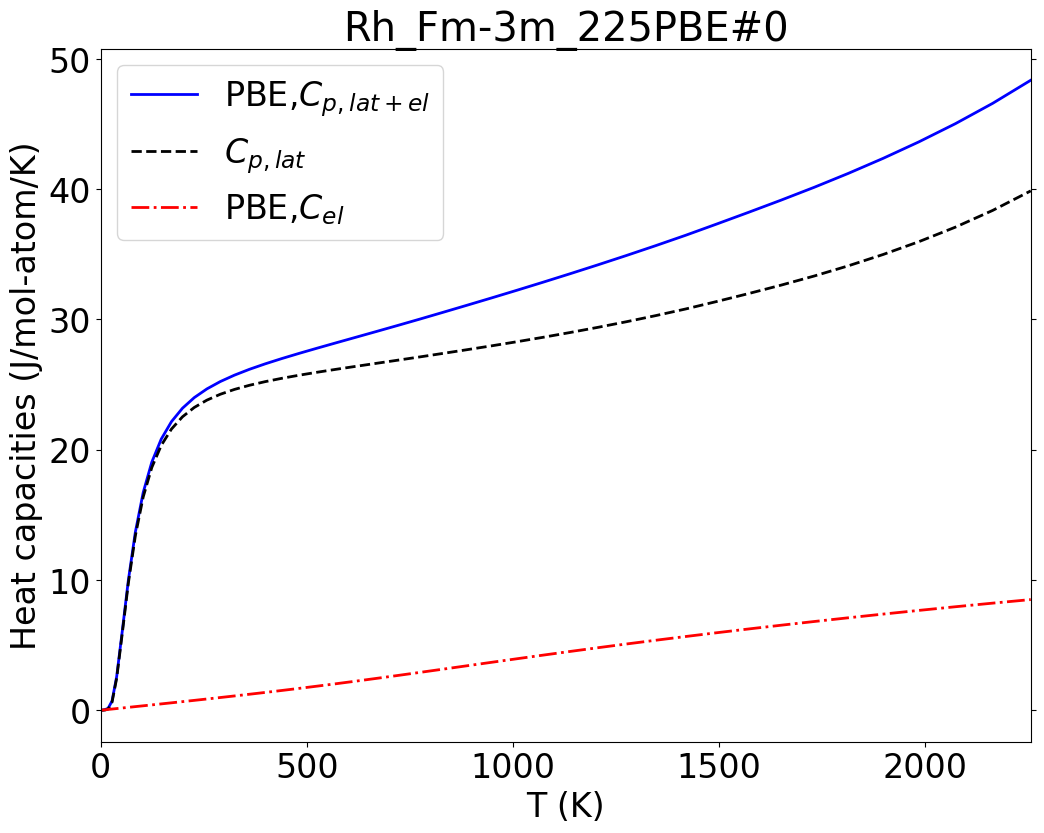 Rh_Fm-3m_225PBE#0
Heat capacities (J/mol-atom/K)
50
40
30
20
10
0
PBE,C_{p,lat+el}
C_{p,lat}
PBE,C_{el}
0 500 1000 1500 2000
T (K)